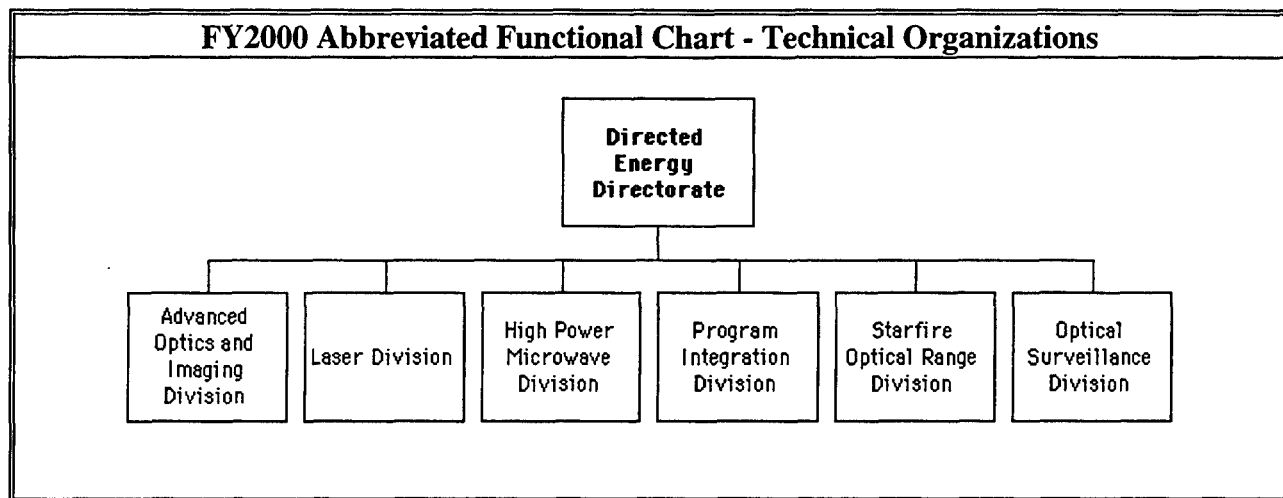 FY2000 Abbreviated Functional Chart - Technical Organizations
Directed
Energy
Directorate
Advanced
Optics and
Imaging
Division
Laser Division
High Power
Microwave
Division
Program
Integration
Division
Starfire
Optical Range
Division
Optical
Surveillance
Division